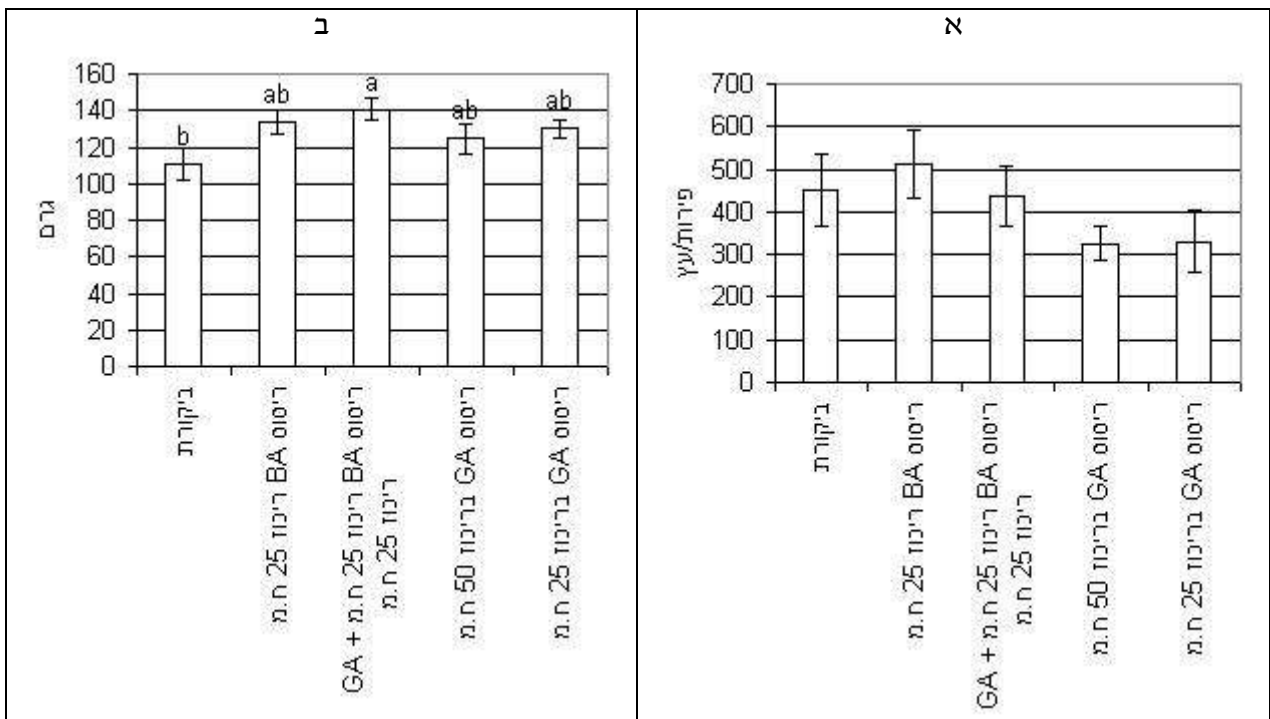 א
700
600
500
400
300
200
100
0
פירות/עץ
ביקורת
ריסוס BA ריכוז 25 ח.מ
ריסוס BA ריכוז 25 ח.מ + GA
ריכוז 25 ח.מ
ריסוס GA בריכוז 50 ח.מ
ריסוס GA בריכוז 25 ח.מ
ב
160
140
120
100
80
60
40
20
0
גרם
b
ab
a
ab
ab
ביקורת
ריסוס BA ריכוז 25 ח.מ
ריסוס BA ריכוז 25 ח.מ + GA
ריכוז 25 ח.מ
ריסוס GA בריכוז 50 ח.מ
ריסוס GA בריכוז 25 ח.מ